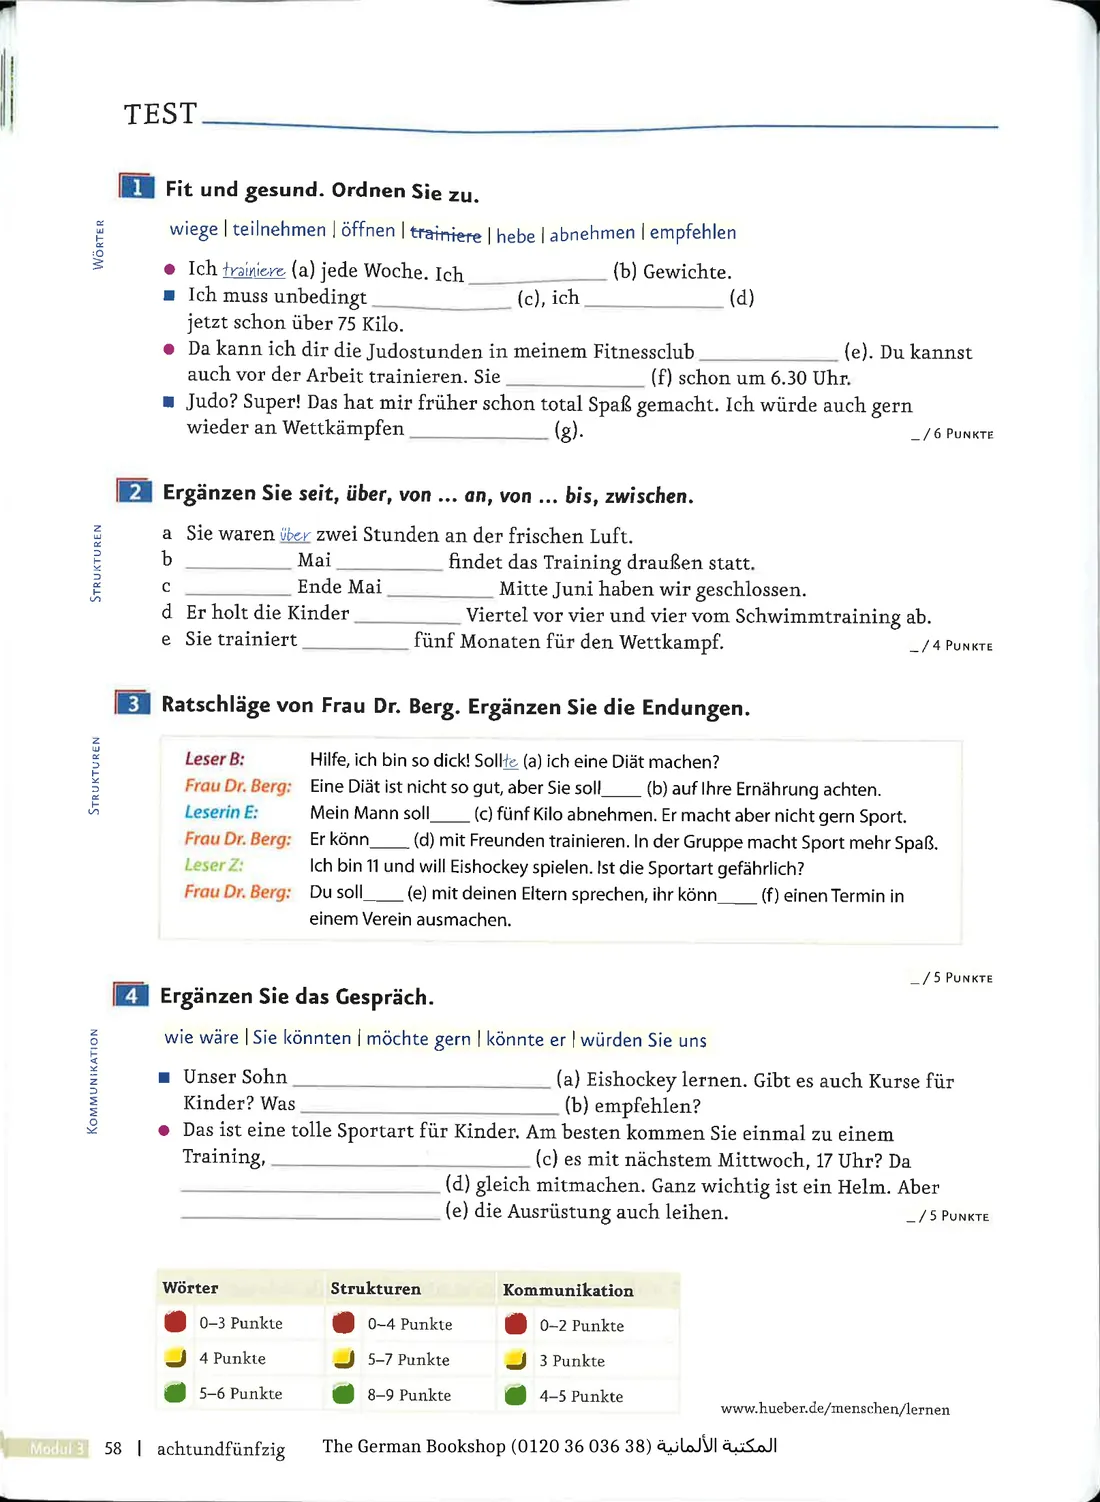 TEST
1 Fit und gesund. Ordnen Sie zu.
WÖRTER
wiege | teilnehmen | öffnen | trainiere | hebe | abnehmen | empfehlen
● Ich trainiere (a) jede Woche. Ich ____________ (b) Gewichte.
■ Ich muss unbedingt ____________ (c), ich ____________ (d)
jetzt schon über 75 Kilo.
● Da kann ich dir die Judostunden in meinem Fitnessclub ____________ (e). Du kannst
auch vor der Arbeit trainieren. Sie ____________ (f) schon um 6.30 Uhr.
■ Judo? Super! Das hat mir früher schon total Spaß gemacht. Ich würde auch gern
wieder an Wettkämpfen ____________ (g).
_ / 6 PUNKTE
2 Ergänzen Sie seit, über, von ... an, von ... bis, zwischen.
STRUKTUREN
a Sie waren über zwei Stunden an der frischen Luft.
b __________ Mai __________ findet das Training draußen statt.
c __________ Ende Mai __________ Mitte Juni haben wir geschlossen.
d Er holt die Kinder __________ Viertel vor vier und vier vom Schwimmtraining ab.
e Sie trainiert __________ fünf Monaten für den Wettkampf.
_ / 4 PUNKTE
3 Ratschläge von Frau Dr. Berg. Ergänzen Sie die Endungen.
STRUKTUREN
Leser B: Hilfe, ich bin so dick! Sollte (a) ich eine Diät machen?
Frau Dr. Berg: Eine Diät ist nicht so gut, aber Sie soll____ (b) auf Ihre Ernährung achten.
Leserin E: Mein Mann soll____ (c) fünf Kilo abnehmen. Er macht aber nicht gern Sport.
Frau Dr. Berg: Er könn____ (d) mit Freunden trainieren. In der Gruppe macht Sport mehr Spaß.
Leser Z: Ich bin 11 und will Eishockey spielen. Ist die Sportart gefährlich?
Frau Dr. Berg: Du soll____ (e) mit deinen Eltern sprechen, ihr könn____ (f) einen Termin in
einem Verein ausmachen.
_ / 5 PUNKTE
4 Ergänzen Sie das Gespräch.
KOMMUNIKATION
wie wäre | Sie könnten | möchte gern | könnte er | würden Sie uns
■ Unser Sohn ______________________ (a) Eishockey lernen. Gibt es auch Kurse für
Kinder? Was ______________________ (b) empfehlen?
● Das ist eine tolle Sportart für Kinder. Am besten kommen Sie einmal zu einem
Training, ______________________ (c) es mit nächstem Mittwoch, 17 Uhr? Da
______________________ (d) gleich mitmachen. Ganz wichtig ist ein Helm. Aber
______________________ (e) die Ausrüstung auch leihen.
_ / 5 PUNKTE
Wörter Strukturen Kommunikation
0–3 Punkte 0–4 Punkte 0–2 Punkte
4 Punkte 5–7 Punkte 3 Punkte
5–6 Punkte 8–9 Punkte 4–5 Punkte
www.hueber.de/menschen/lernen
Modul 3 58 | achtundfünfzig The German Bookshop (0120 36 036 38) المكتبة الألمانية